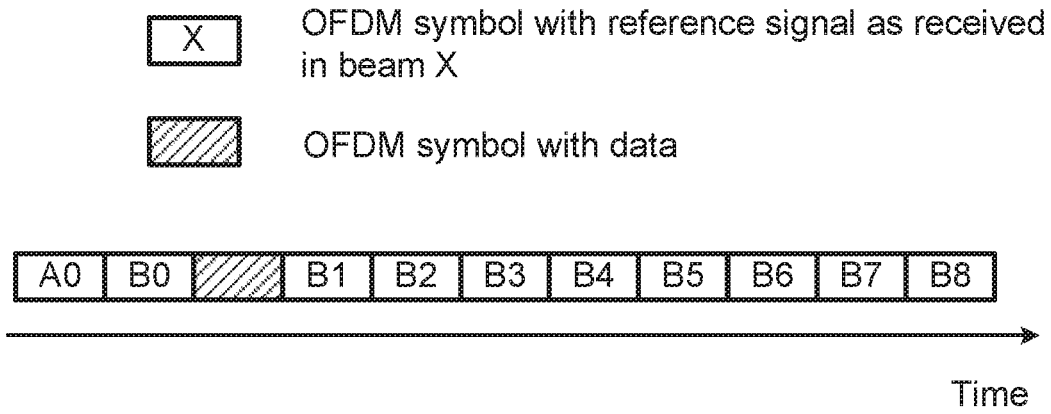 X
OFDM symbol with reference signal as received
in beam X
OFDM symbol with data
A0 B0 B1 B2 B3 B4 B5 B6 B7 B8
Time